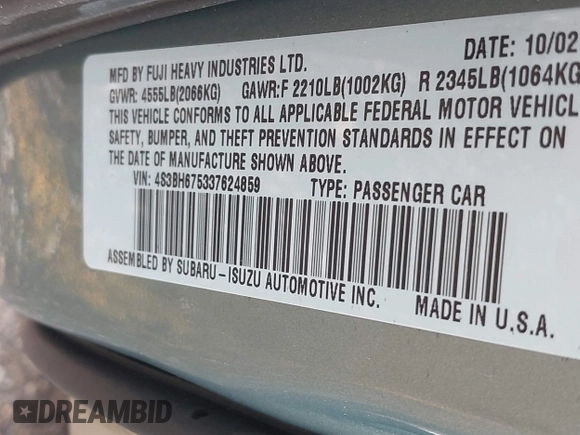 MFD BY FUJI HEAVY INDUSTRIES LTD. DATE: 10/02
GVWR: 4555LB(2066KG) GAWR:F 2210LB(1002KG) R 2345LB(1064KG
THIS VEHICLE CONFORMS TO ALL APPLICABLE FEDERAL MOTOR VEHICL
SAFETY, BUMPER, AND THEFT PREVENTION STANDARDS IN EFFECT ON
THE DATE OF MANUFACTURE SHOWN ABOVE.
VIN: 4S3BH675337624859 TYPE: PASSENGER CAR
ASSEMBLED BY SUBARU-ISUZU AUTOMOTIVE INC. MADE IN U.S.A.
DREAMBID